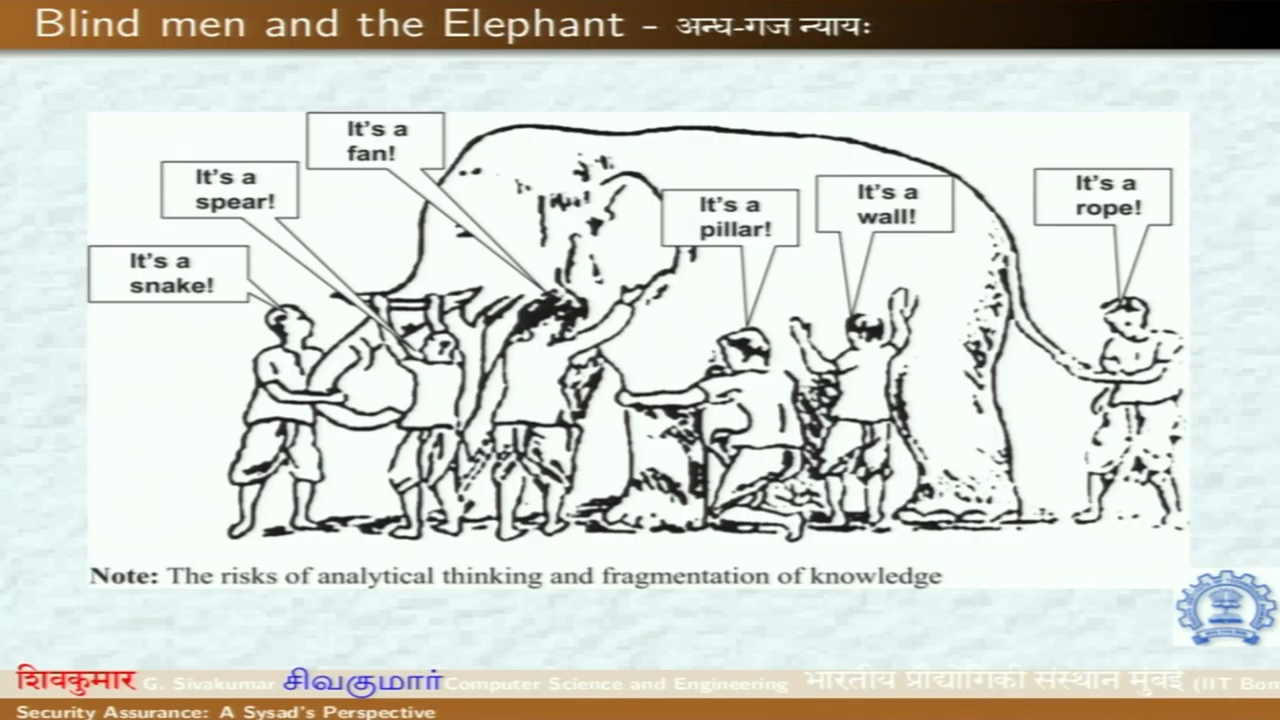 Blind men and the Elephant - अन्ध-गज न्यायः
It's a
fan!
It's a
spear!
It's a
snake!
It's a
pillar!
It's a
wall!
It's a
rope!
Note: The risks of analytical thinking and fragmentation of knowledge
शिवकुमार G. Sivakumar சிவகுமார் Computer Science and Engineering भारतीय प्रौद्योगिकी संस्थान मुंबई (IIT Bom
Security Assurance: A Sysad's Perspective